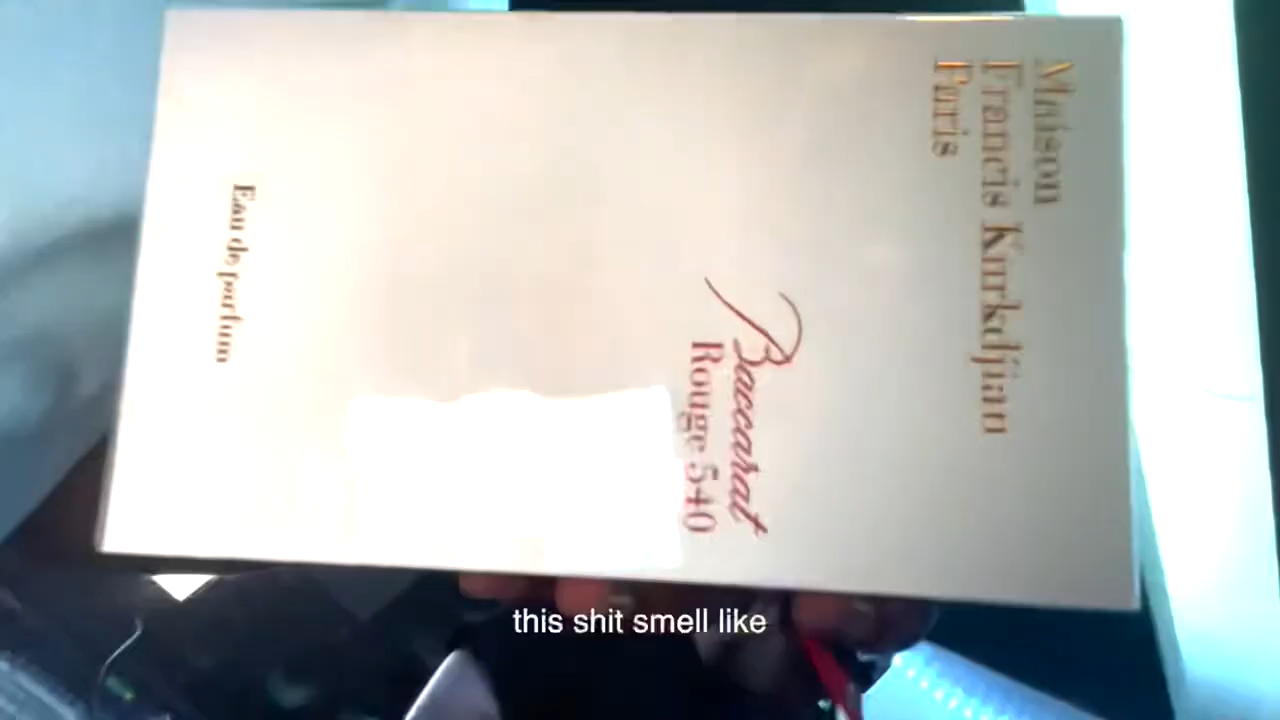 Maison
Francis Kurkdjian
Paris
Baccarat
Rouge 540
Eau de parfum
this shit smell like